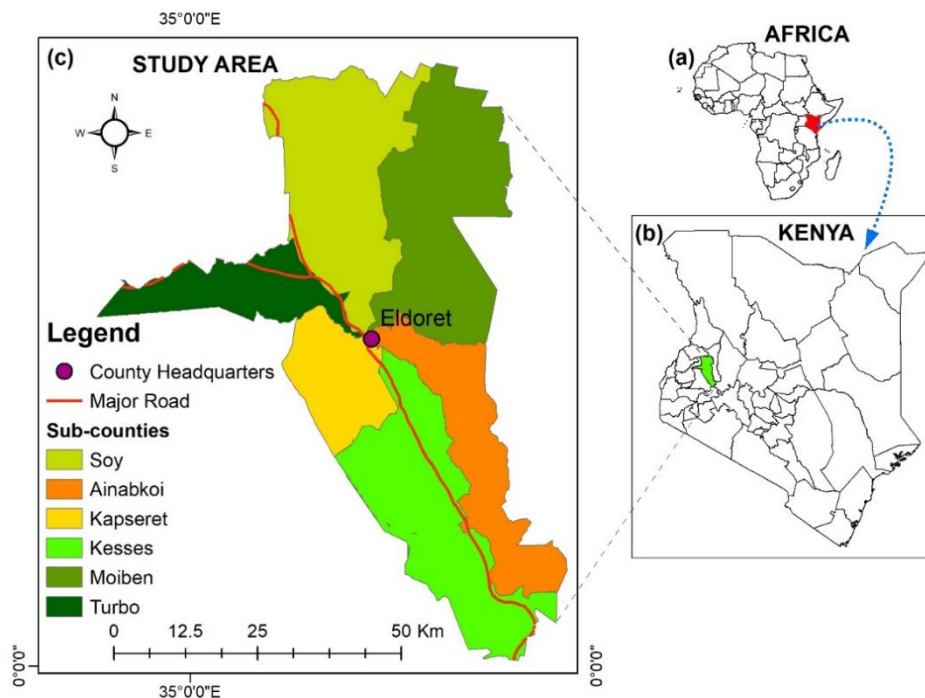 35°0'0"E
(c)
STUDY AREA
N
W E
S
Eldoret
Legend
County Headquarters
Major Road
Sub-counties
Soy
Ainabkoi
Kapseret
Kesses
Moiben
Turbo
0 12.5 25 50 Km
0°0'0"
0°0'0"
35°0'0"E
AFRICA
(a)
(b)
KENYA